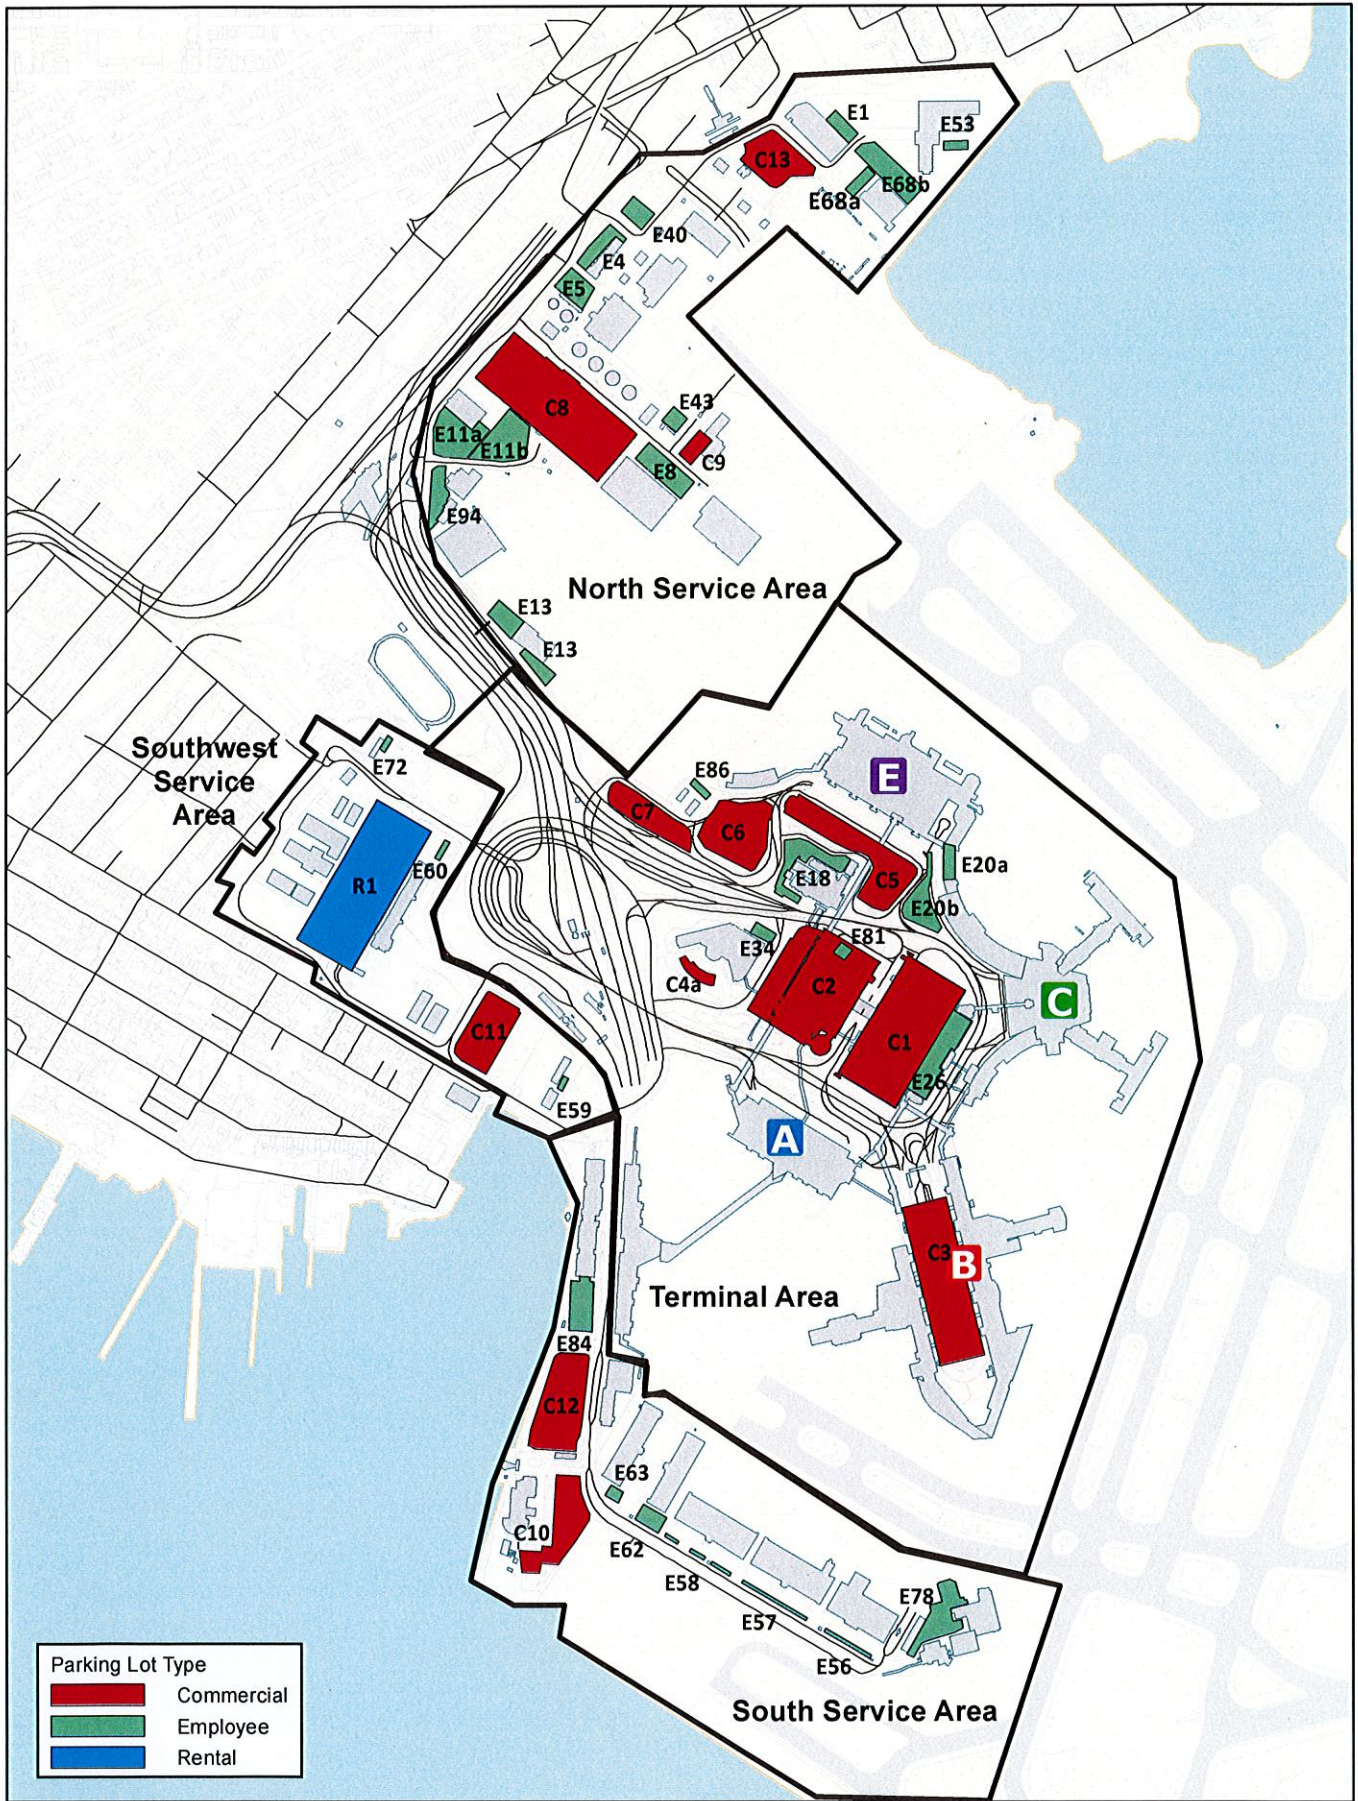 E1
E53
C13
E68b
E68a
E40
E4
E5
C8
E43
E11a
E11b
C9
E8
E94
North Service Area
E13
E13
Southwest
Service
Area
E72
E86
E
C7
C6
E60
E20a
R1
E18
C5
E20b
E34
E81
C4a
C2
C
C11
C1
E26
E59
A
C3
B
Terminal Area
E84
C12
E63
C10
E62
E58
E78
E57
E56
South Service Area
Parking Lot Type
Commercial
Employee
Rental